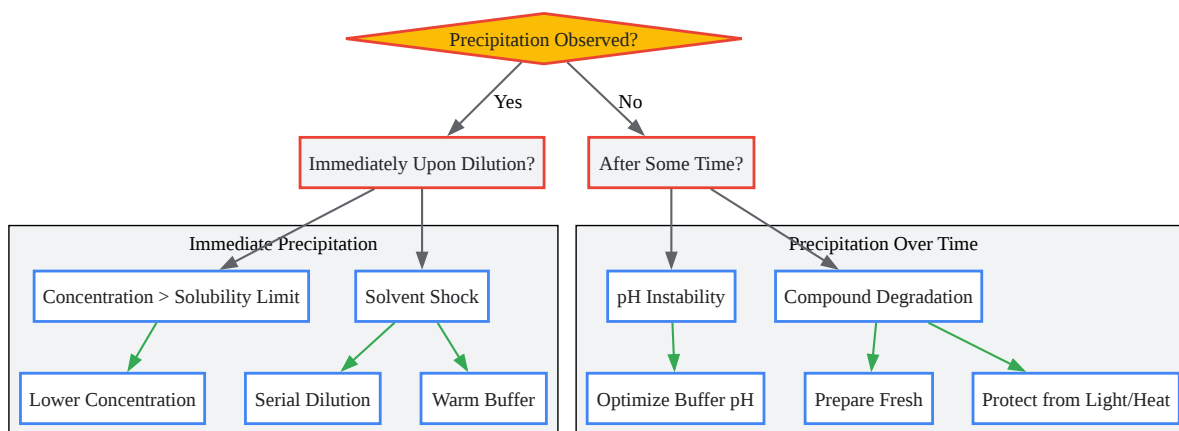 Precipitation Observed?
Yes
No
Immediately Upon Dilution?
After Some Time?
Immediate Precipitation
Precipitation Over Time
Concentration > Solubility Limit
Solvent Shock
pH Instability
Compound Degradation
Lower Concentration
Serial Dilution
Warm Buffer
Optimize Buffer pH
Prepare Fresh
Protect from Light/Heat